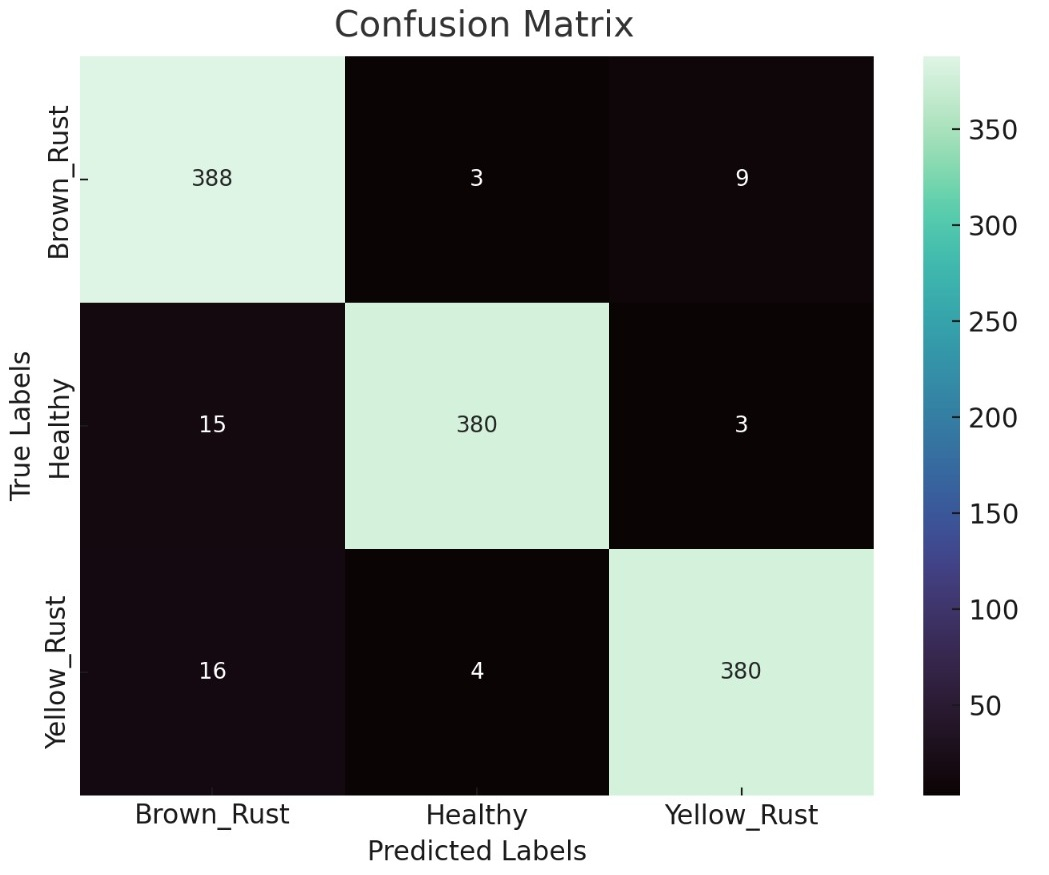 Confusion Matrix
True Labels
Brown_Rust
388
3
9
Healthy
15
380
3
Yellow_Rust
16
4
380
Brown_Rust
Healthy
Yellow_Rust
Predicted Labels
350
300
250
200
150
100
50